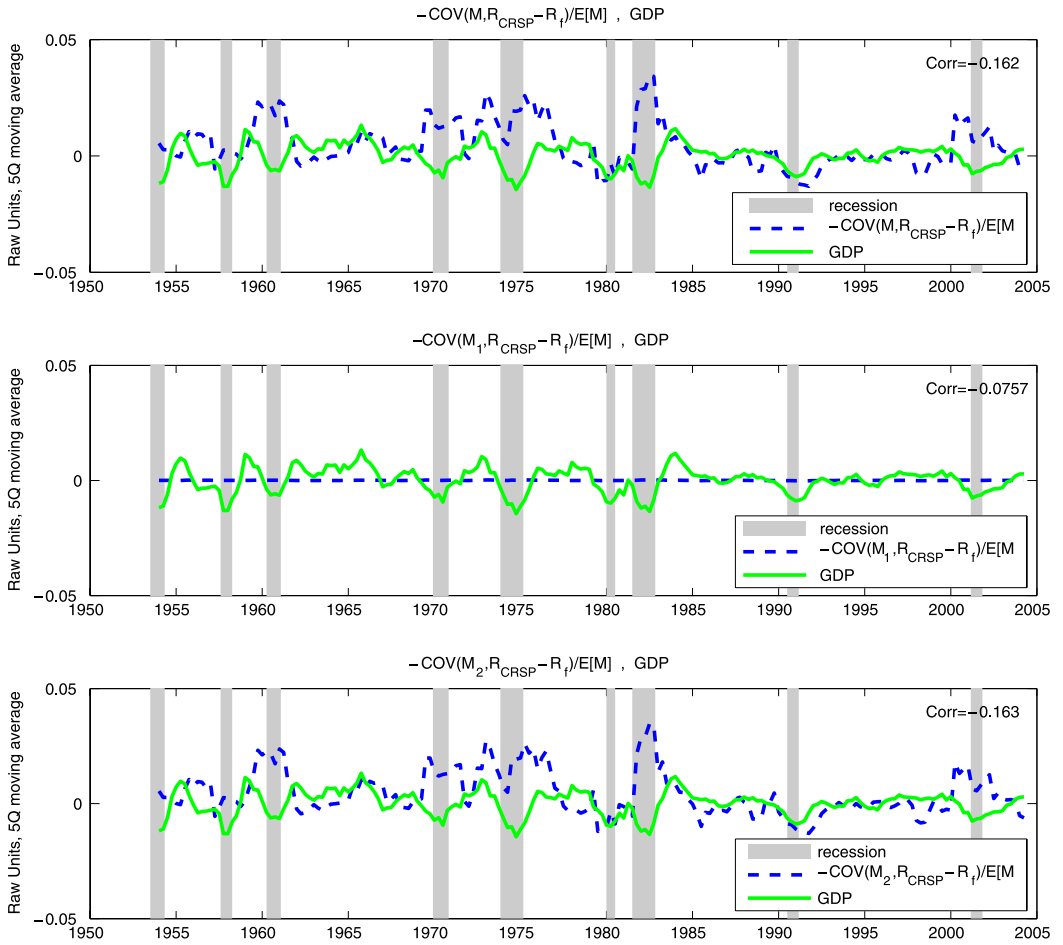 −COV(M,R_CRSP−R_f)/E[M] , GDP
0.05
0
−0.05
Raw Units, 5Q moving average
Corr=−0.162
recession
−COV(M,R_CRSP−R_f)/E[M
GDP
1950 1955 1960 1965 1970 1975 1980 1985 1990 1995 2000 2005
−COV(M_1,R_CRSP−R_f)/E[M] , GDP
0.05
0
−0.05
Raw Units, 5Q moving average
Corr=−0.0757
recession
−COV(M_1,R_CRSP−R_f)/E[M
GDP
1950 1955 1960 1965 1970 1975 1980 1985 1990 1995 2000 2005
−COV(M_2,R_CRSP−R_f)/E[M] , GDP
0.05
0
−0.05
Raw Units, 5Q moving average
Corr=−0.163
recession
−COV(M_2,R_CRSP−R_f)/E[M
GDP
1950 1955 1960 1965 1970 1975 1980 1985 1990 1995 2000 2005